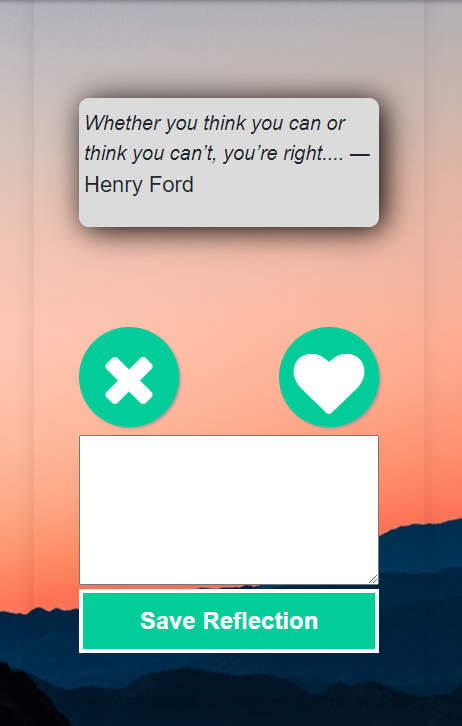 Whether you think you can or
think you can’t, you’re right.... —
Henry Ford
Save Reflection